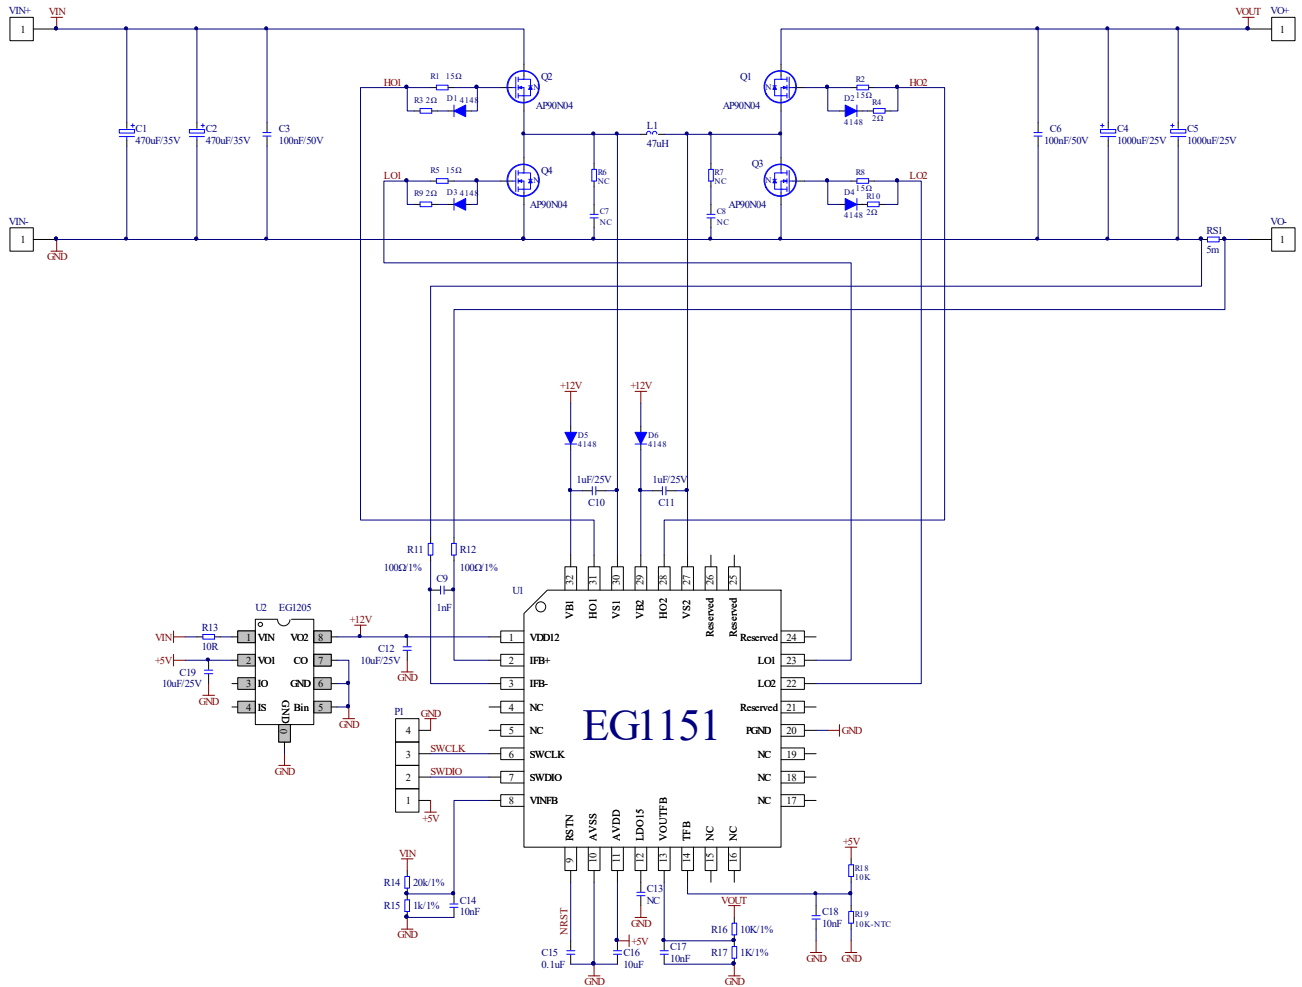 VIN+
VIN
VOUT
VO+
1
1
HO1
R1 15Ω
Q2
Q1
R2
HO2
15Ω
R3 2Ω
D1 4148
AP90N04
AP90N04
D2
R4
4148
2Ω
C1
470uF/35V
C2
470uF/35V
C3
100nF/50V
L1
47uH
C6
100nF/50V
C4
1000uF/25V
C5
1000uF/25V
LO1
R5 15Ω
Q4
R6
NC
R7
NC
Q3
R8
LO2
15Ω
R9 2Ω
D3 4148
AP90N04
AP90N04
D4
R10
4148
2Ω
C7
NC
C8
NC
VIN-
1
GND
RS1
5m
VO-
1
+12V
+12V
D5
4148
D6
4148
1uF/25V
C10
1uF/25V
C11
R11
100Ω/1%
R12
100Ω/1%
C9
1nF
U1
32
31
30
29
28
27
26
25
VB1
HO1
VS1
VB2
HO2
VS2
Reserved
Reserved
U2 EG1205
VIN
R13
10R
1 VIN
VO2 8
+12V
+5V
2 VO1
CO 7
C19
10uF/25V
GND
3 IO
GND 6
4 IS
Bin 5
GND
0
GND
GND
C12
10uF/25V
GND
1 VDD12
2 IFB+
3 IFB-
4 NC
5 NC
6 SWCLK
7 SWDIO
8 VINFB
Reserved 24
LO1 23
LO2 22
Reserved 21
PGND 20
GND
NC 19
NC 18
NC 17
EG1151
P1
4
GND
3
SWCLK
2
SWDIO
1
+5V
RSTN
AVSS
AVDD
LDO15
VOUTFB
TFB
NC
NC
9
10
11
12
13
14
15
16
VIN
R14 20k/1%
R15 1k/1%
C14
10nF
GND
NRST
C15
0.1uF
GND
+5V
C16
10uF
C13
NC
GND
C17
10nF
VOUT
R16 10K/1%
R17 1K/1%
GND
+5V
R18
10K
C18
10nF
R19
10K-NTC
GND
GND